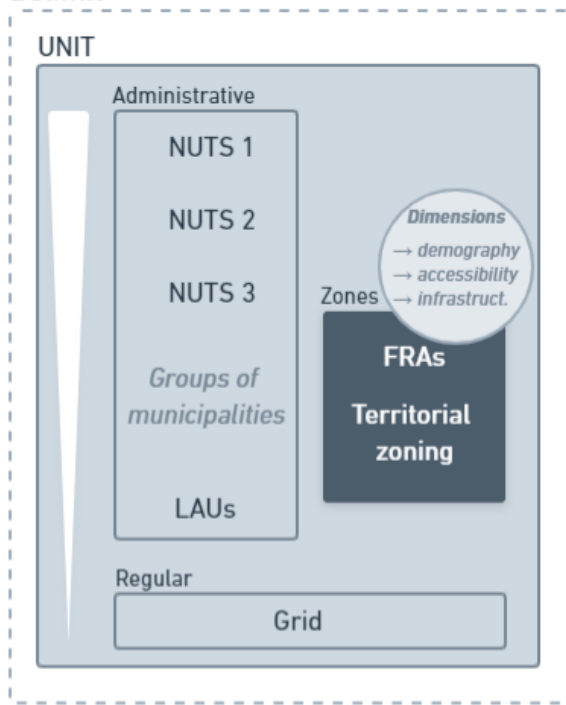 UNIT
Administrative
NUTS 1
NUTS 2
NUTS 3
Groups of
municipalities
LAUs
Dimensions
→ demography
→ accessibility
→ infrastruct.
Zones
FRAs
Territorial
zoning
Regular
Grid